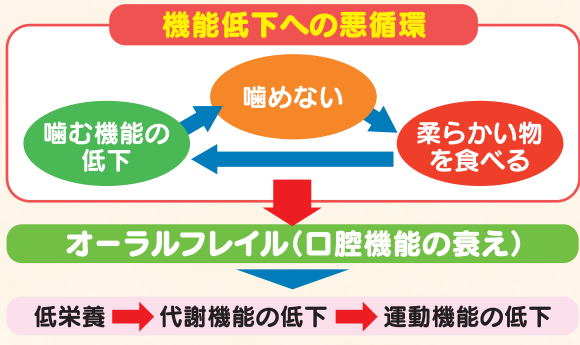 機能低下への悪循環
噛めない
噛む機能の
低下
柔らかい物
を食べる
オーラルフレイル（口腔機能の衰え）
低栄養
代謝機能の低下
運動機能の低下